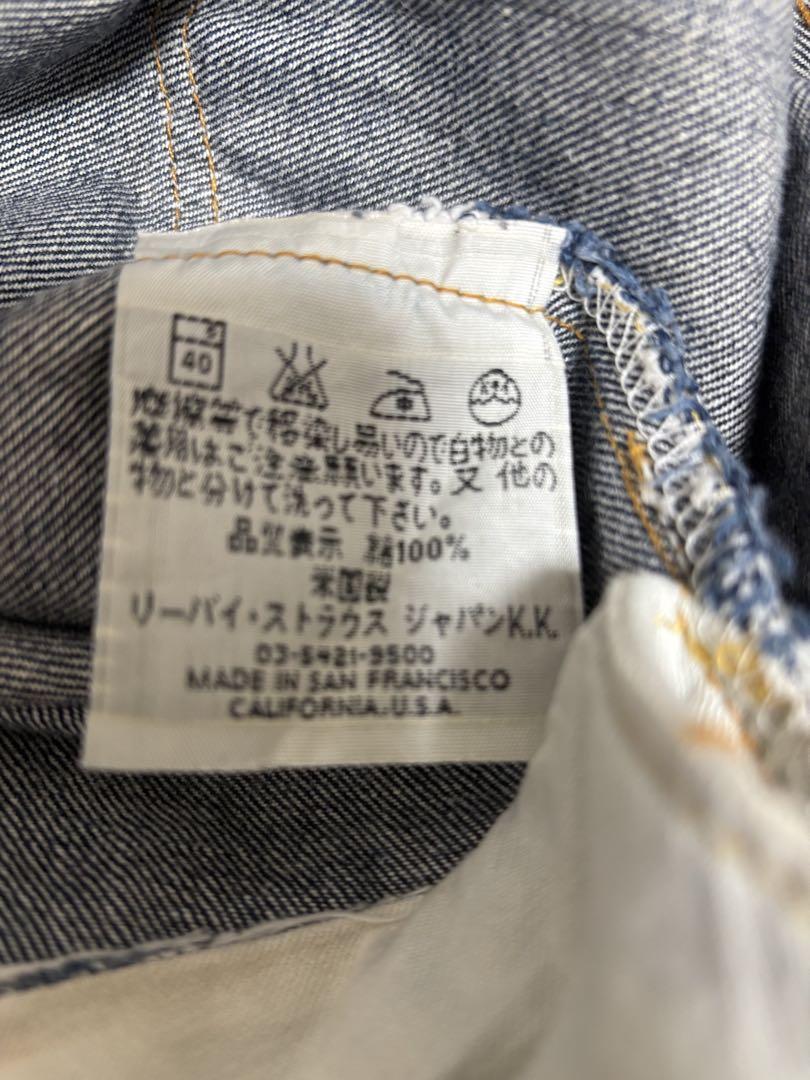 40
摩擦等で移染し易いので白物との
着用はご注意願います。又 他の
物と分けて洗って下さい。
品質表示 綿100%
米国製
リーバイ・ストラウス ジャパンK.K.
03-5421-9500
MADE IN SAN FRANCISCO
CALIFORNIA.U.S.A.